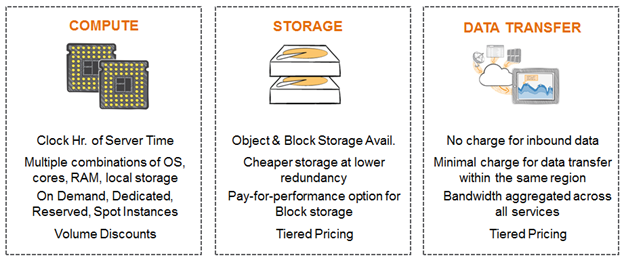 COMPUTE
Clock Hr. of Server Time
Multiple combinations of OS,
cores, RAM, local storage
On Demand, Dedicated,
Reserved, Spot Instances
Volume Discounts
STORAGE
Object & Block Storage Avail.
Cheaper storage at lower
redundancy
Pay-for-performance option for
Block storage
Tiered Pricing
DATA TRANSFER
No charge for inbound data
Minimal charge for data transfer
within the same region
Bandwidth aggregated across
all services
Tiered Pricing